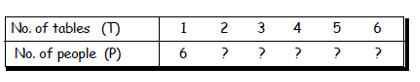 No. of tables (T) 1 2 3 4 5 6
No. of people (P) 6 ? ? ? ? ?